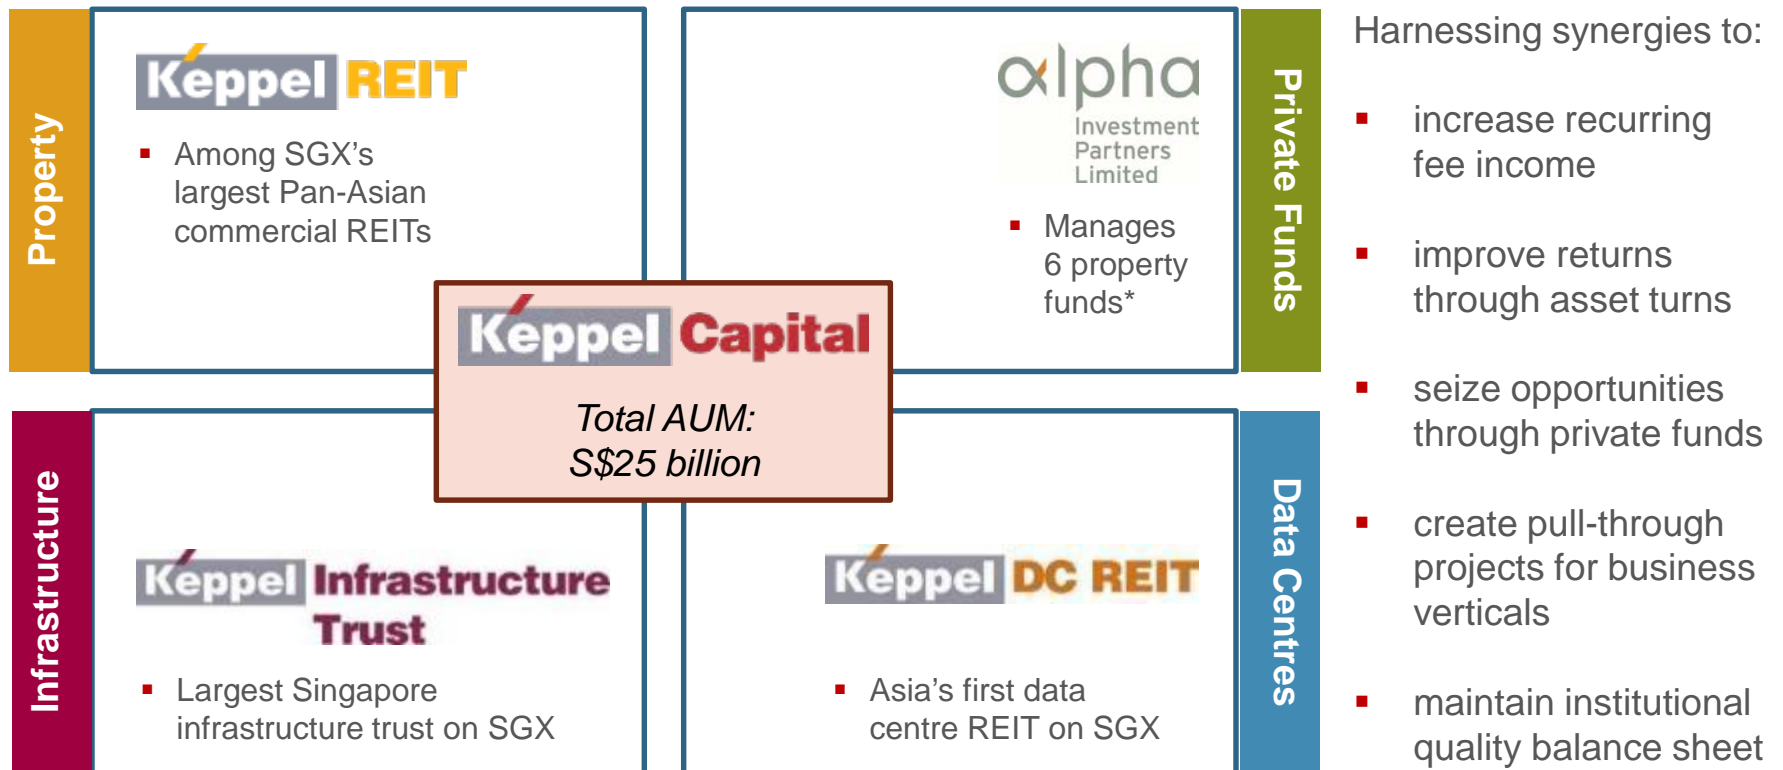 Property
Keppel REIT
Among SGX's
largest Pan-Asian
commercial REITs
αlpha
Investment
Partners
Limited
Manages
6 property
funds*
Private Funds
Keppel Capital
Total AUM:
S$25 billion
Infrastructure
Keppel Infrastructure
Trust
Largest Singapore
infrastructure trust on SGX
Keppel DC REIT
Asia's first data
centre REIT on SGX
Data Centres
Harnessing synergies to:
increase recurring
fee income
improve returns
through asset turns
seize opportunities
through private funds
create pull-through
projects for business
verticals
maintain institutional
quality balance sheet